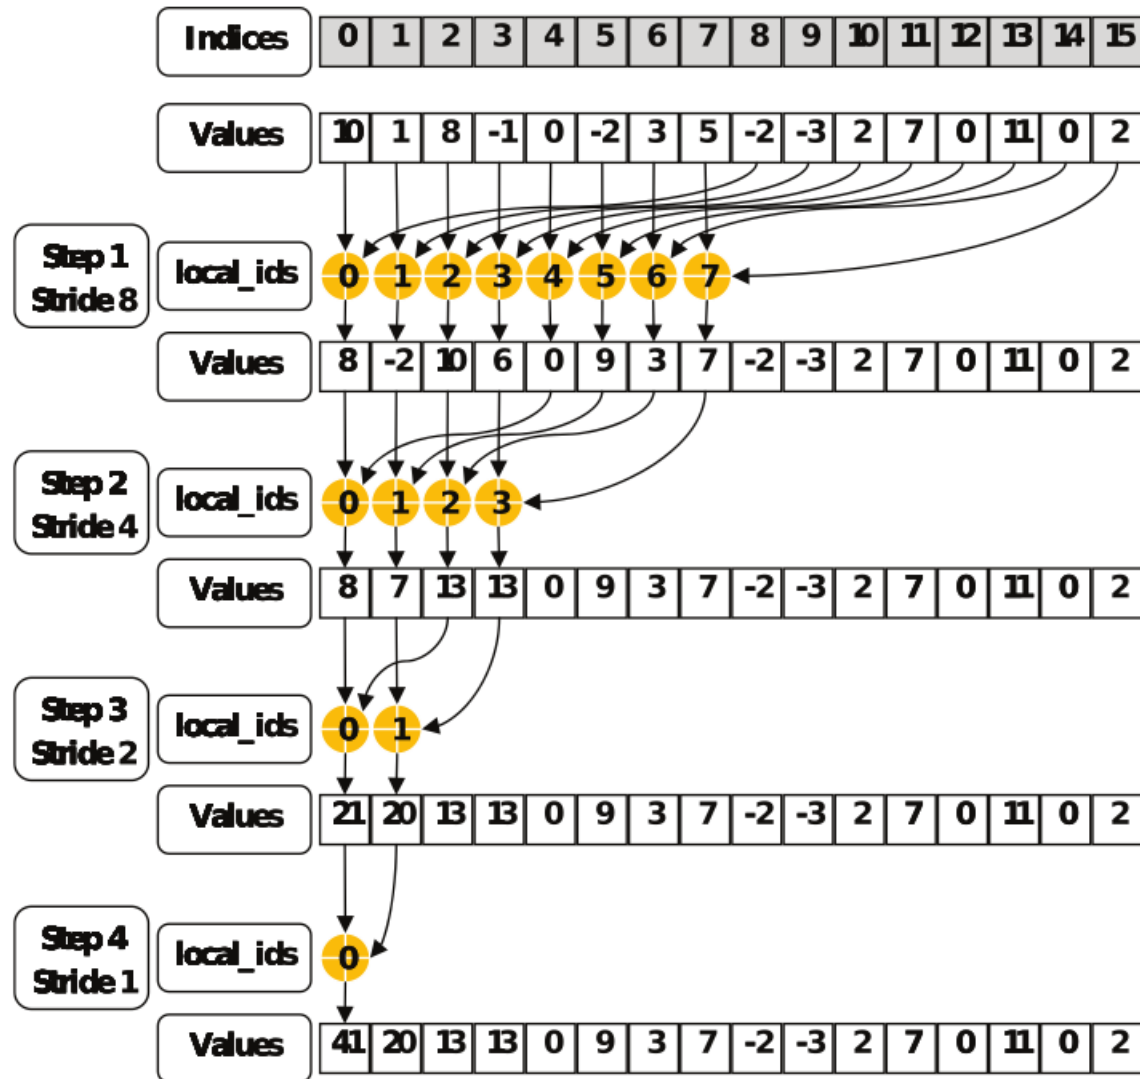 Indices 0 1 2 3 4 5 6 7 8 9 10 11 12 13 14 15
Values 10 1 8 -1 0 -2 3 5 -2 -3 2 7 0 11 0 2
Step 1
Stride 8
local_ids 0 1 2 3 4 5 6 7
Values 8 -2 10 6 0 9 3 7 -2 -3 2 7 0 11 0 2
Step 2
Stride 4
local_ids 0 1 2 3
Values 8 7 13 13 0 9 3 7 -2 -3 2 7 0 11 0 2
Step 3
Stride 2
local_ids 0 1
Values 21 20 13 13 0 9 3 7 -2 -3 2 7 0 11 0 2
Step 4
Stride 1
local_ids 0
Values 41 20 13 13 0 9 3 7 -2 -3 2 7 0 11 0 2